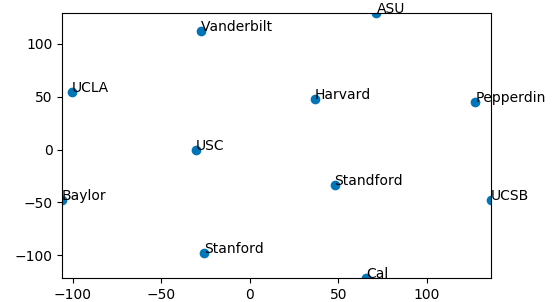 ASU
Vanderbilt
100
UCLA
Harvard
Pepperdin
50
USC
0
Standford
Baylor
UCSB
−50
Stanford
−100
Cal
−100
−50
0
50
100